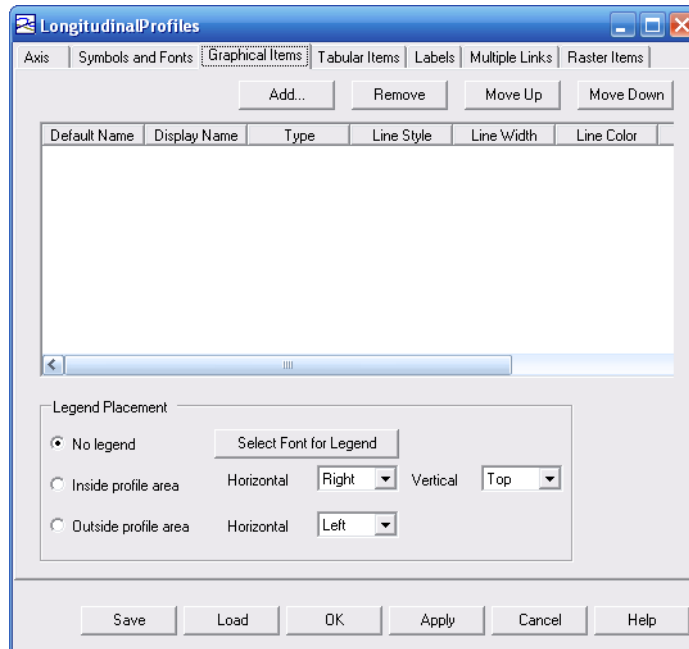 LongitudinalProfiles
Axis Symbols and Fonts Graphical Items Tabular Items Labels Multiple Links Raster Items
Add... Remove Move Up Move Down
Default Name Display Name Type Line Style Line Width Line Color
Legend Placement
No legend Select Font for Legend
Inside profile area Horizontal Right Vertical Top
Outside profile area Horizontal Left
Save Load OK Apply Cancel Help